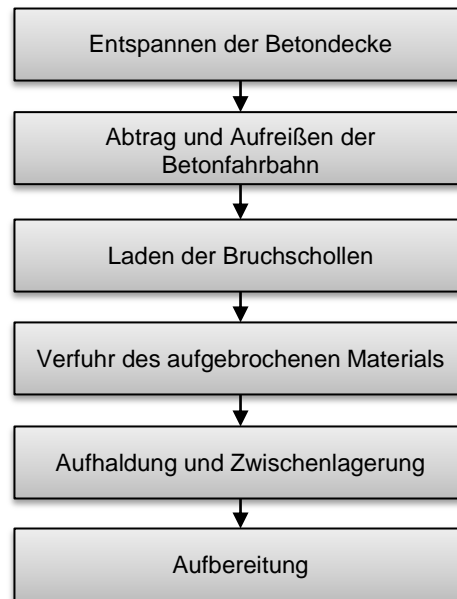 Entspannen der Betondecke
Abtrag und Aufreißen der
Betonfahrbahn
Laden der Bruchschollen
Verfuhr des aufgebrochenen Materials
Aufhaldung und Zwischenlagerung
Aufbereitung